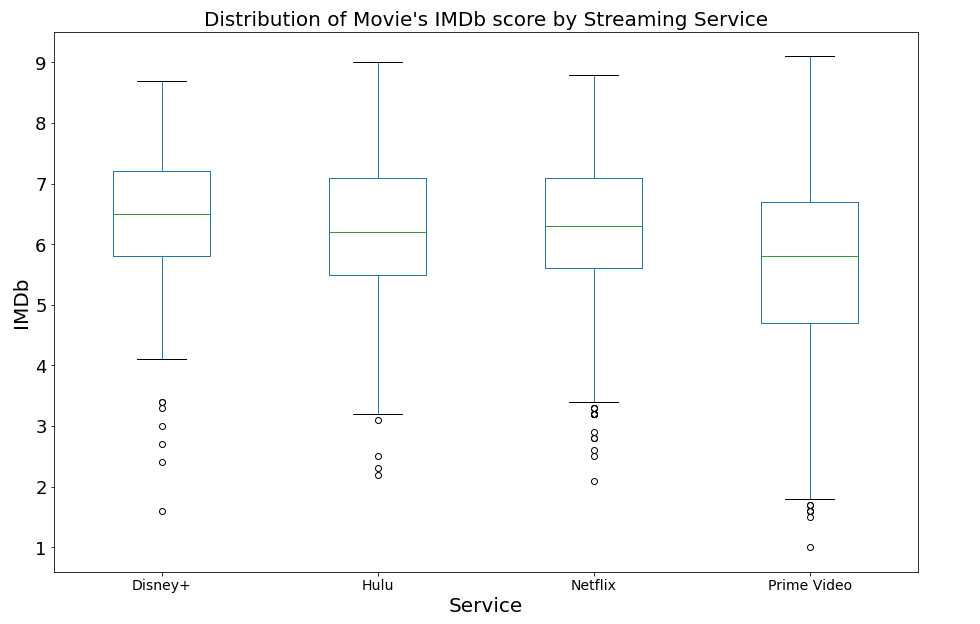 Distribution of Movie's IMDb score by Streaming Service
IMDb
9
8
7
6
5
4
3
2
1
Disney+ Hulu Netflix Prime Video
Service